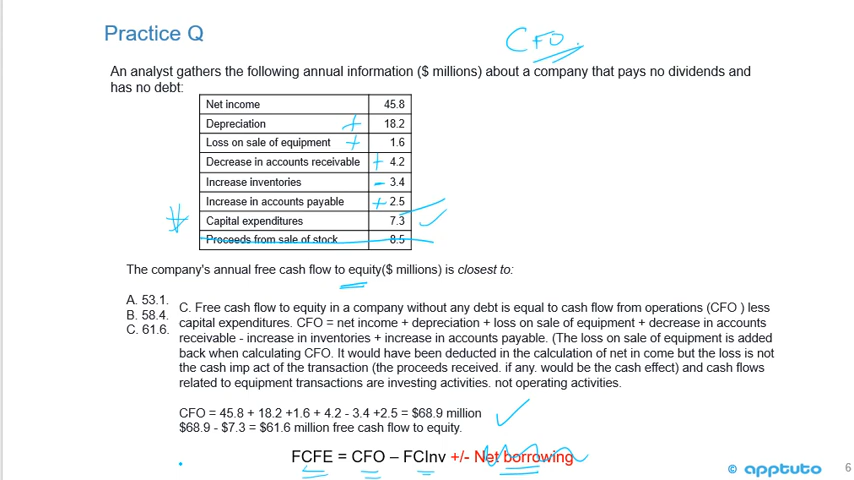 Practice Q
CFO.
An analyst gathers the following annual information ($ millions) about a company that pays no dividends and
has no debt:
Net income 45.8
Depreciation + 18.2
Loss on sale of equipment + 1.6
Decrease in accounts receivable + 4.2
Increase inventories - 3.4
Increase in accounts payable + 2.5
Capital expenditures 7.3
Proceeds from sale of stock 8.5
The company's annual free cash flow to equity($ millions) is closest to:
A. 53.1.
B. 58.4.
C. 61.6.
C. Free cash flow to equity in a company without any debt is equal to cash flow from operations (CFO ) less
capital expenditures. CFO = net income + depreciation + loss on sale of equipment + decrease in accounts
receivable - increase in inventories + increase in accounts payable. (The loss on sale of equipment is added
back when calculating CFO. It would have been deducted in the calculation of net in come but the loss is not
the cash imp act of the transaction (the proceeds received. if any. would be the cash effect) and cash flows
related to equipment transactions are investing activities. not operating activities.
CFO = 45.8 + 18.2 +1.6 + 4.2 - 3.4 +2.5 = $68.9 million
$68.9 - $7.3 = $61.6 million free cash flow to equity.
FCFE = CFO – FCInv +/- Net borrowing
© apptuto
6